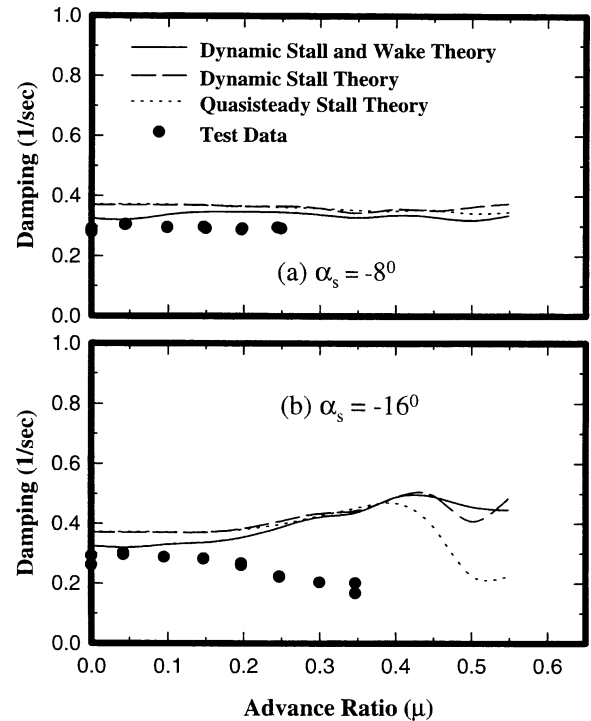 1.0
0.8
0.6
0.4
0.2
0.0
Damping (1/sec)
Dynamic Stall and Wake Theory
Dynamic Stall Theory
Quasisteady Stall Theory
Test Data
(a) αs = -8⁰
1.0
0.8
0.6
0.4
0.2
0.0
Damping (1/sec)
(b) αs = -16⁰
0.0 0.1 0.2 0.3 0.4 0.5 0.6
Advance Ratio (μ)